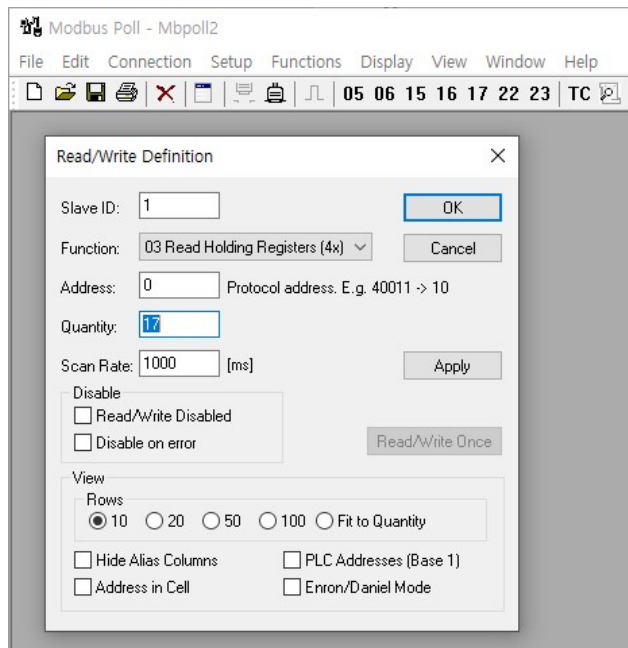 Modbus Poll - Mbpoll2
File Edit Connection Setup Functions Display View Window Help
05 06 15 16 17 22 23 TC
Read/Write Definition
Slave ID: 1 OK
Function: 03 Read Holding Registers (4x) Cancel
Address: 0 Protocol address. E.g. 40011 -> 10
Quantity: 17
Scan Rate: 1000 [ms] Apply
Disable
Read/Write Disabled
Disable on error Read/Write Once
View
Rows
10 20 50 100 Fit to Quantity
Hide Alias Columns PLC Addresses (Base 1)
Address in Cell Enron/Daniel Mode